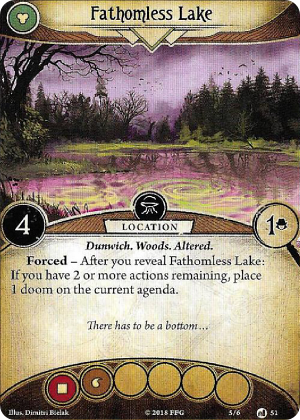 Fathomless Lake
4
LOCATION
1
Dunwich. Woods. Altered.
Forced – After you reveal Fathomless Lake:
If you have 2 or more actions remaining, place
1 doom on the current agenda.
There has to be a bottom...
Illus. Dimitri Bielak © 2018 FFG 5/6 51